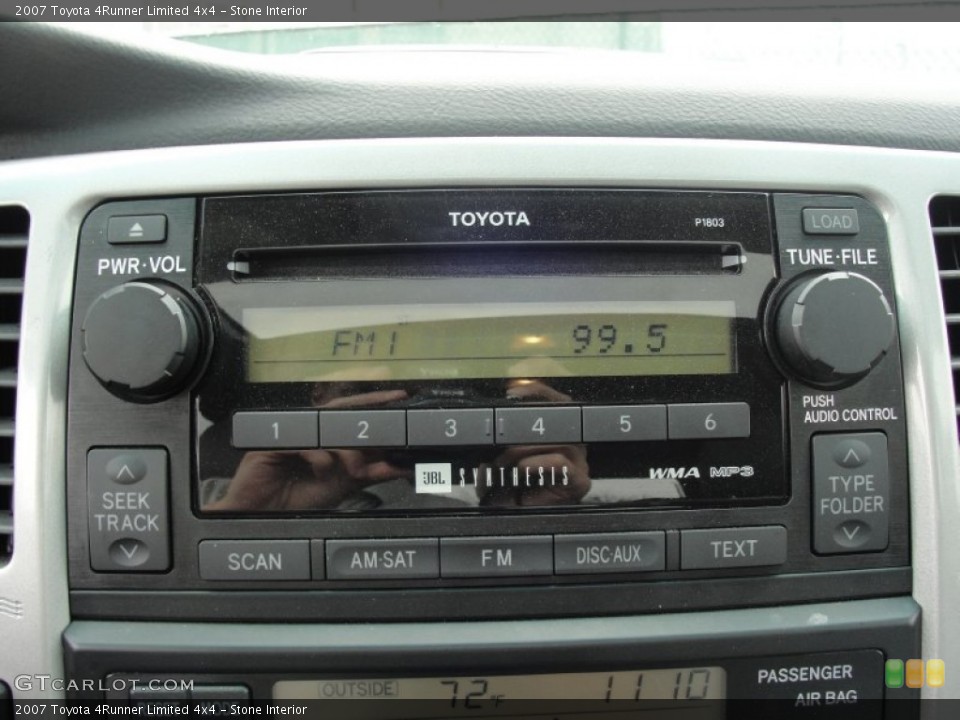 2007 Toyota 4Runner Limited 4x4 – Stone Interior
TOYOTA
P1803
LOAD
PWR·VOL
TUNE·FILE
FM1 99.5
PUSH
AUDIO CONTROL
1 2 3 4 5 6
JBL SYNTHESIS
WMA MP3
SEEK
TRACK
TYPE
FOLDER
SCAN AM·SAT FM DISC·AUX TEXT
OUTSIDE 72°F 11 10
PASSENGER
AIR BAG
GTCarLot.com
2007 Toyota 4Runner Limited 4x4 – Stone Interior